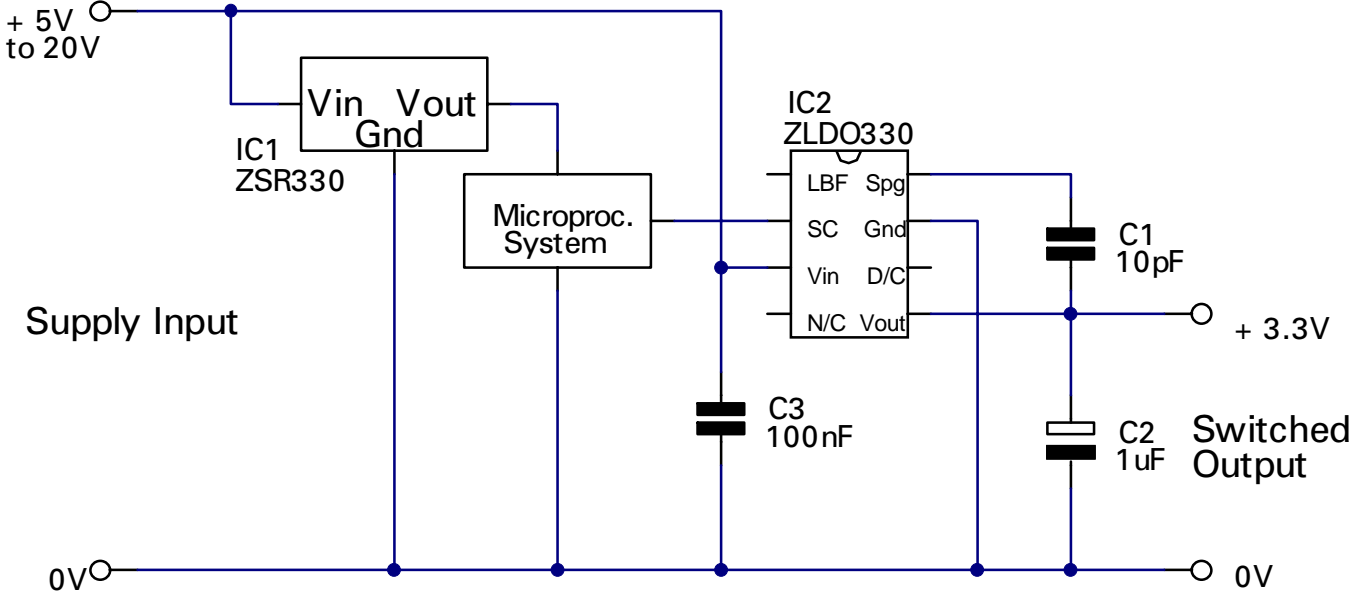 + 5V
to 20V
Vin Vout
Gnd
IC1
ZSR330
Microproc.
System
IC2
ZLDO330
LBF Spg
SC Gnd
Vin D/C
N/C Vout
C1
10pF
Supply Input
+ 3.3V
C3
100nF
C2
1uF
Switched
Output
0V
0V